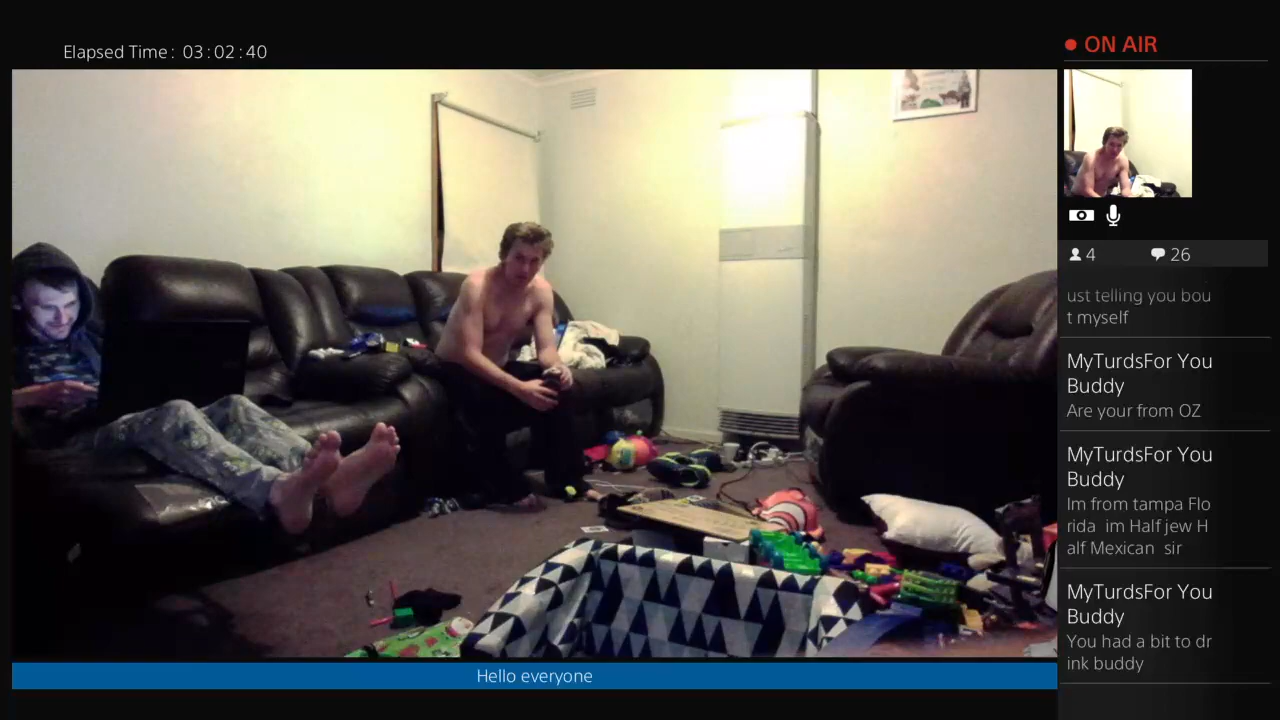 Elapsed Time: 03:02:40
ON AIR
4
26
ust telling you bou
t myself
MyTurdsFor You
Buddy
Are your from OZ
MyTurdsFor You
Buddy
Im from tampa Flo
rida im Half jew H
alf Mexican sir
MyTurdsFor You
Buddy
You had a bit to dr
ink buddy
Hello everyone